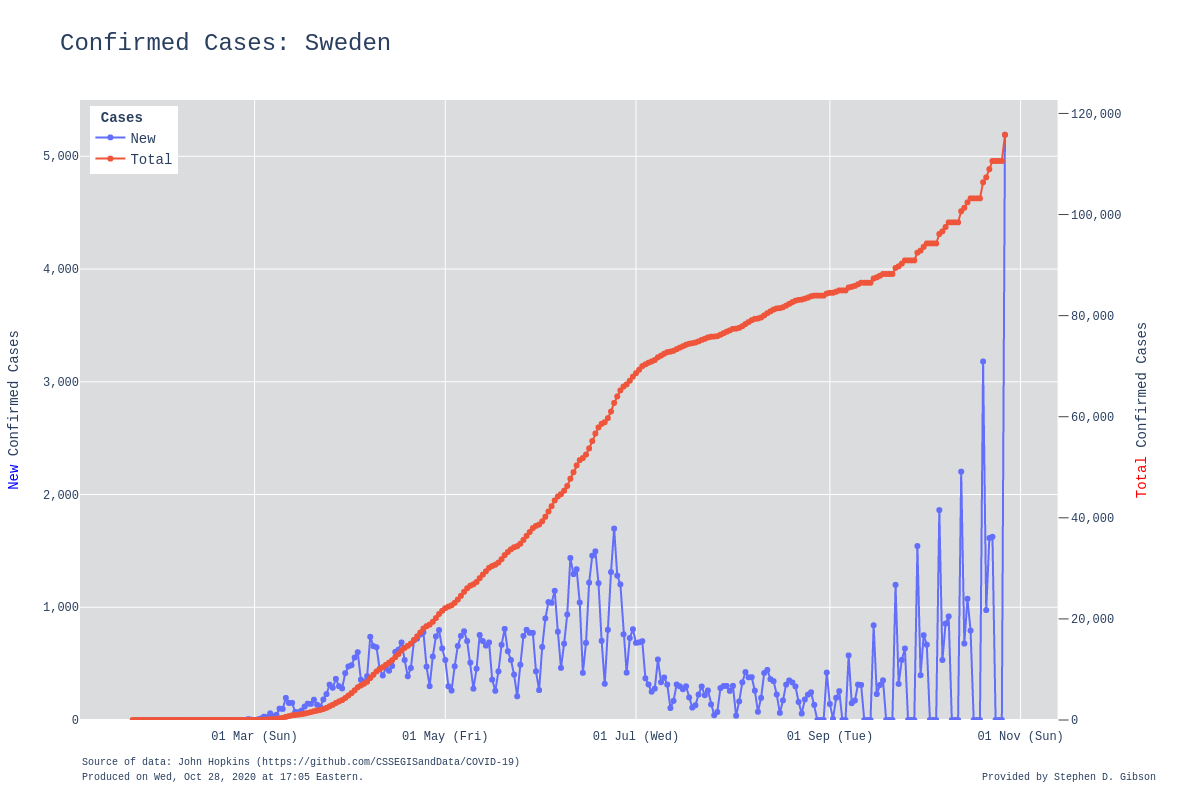 Confirmed Cases: Sweden
Cases
New
Total
5,000
4,000
3,000
2,000
1,000
0
New Confirmed Cases
120,000
100,000
80,000
60,000
40,000
20,000
0
Total Confirmed Cases
01 Mar (Sun) 01 May (Fri) 01 Jul (Wed) 01 Sep (Tue) 01 Nov (Sun)
Source of data: John Hopkins (https://github.com/CSSEGISandData/COVID-19)
Produced on Wed, Oct 28, 2020 at 17:05 Eastern.
Provided by Stephen D. Gibson